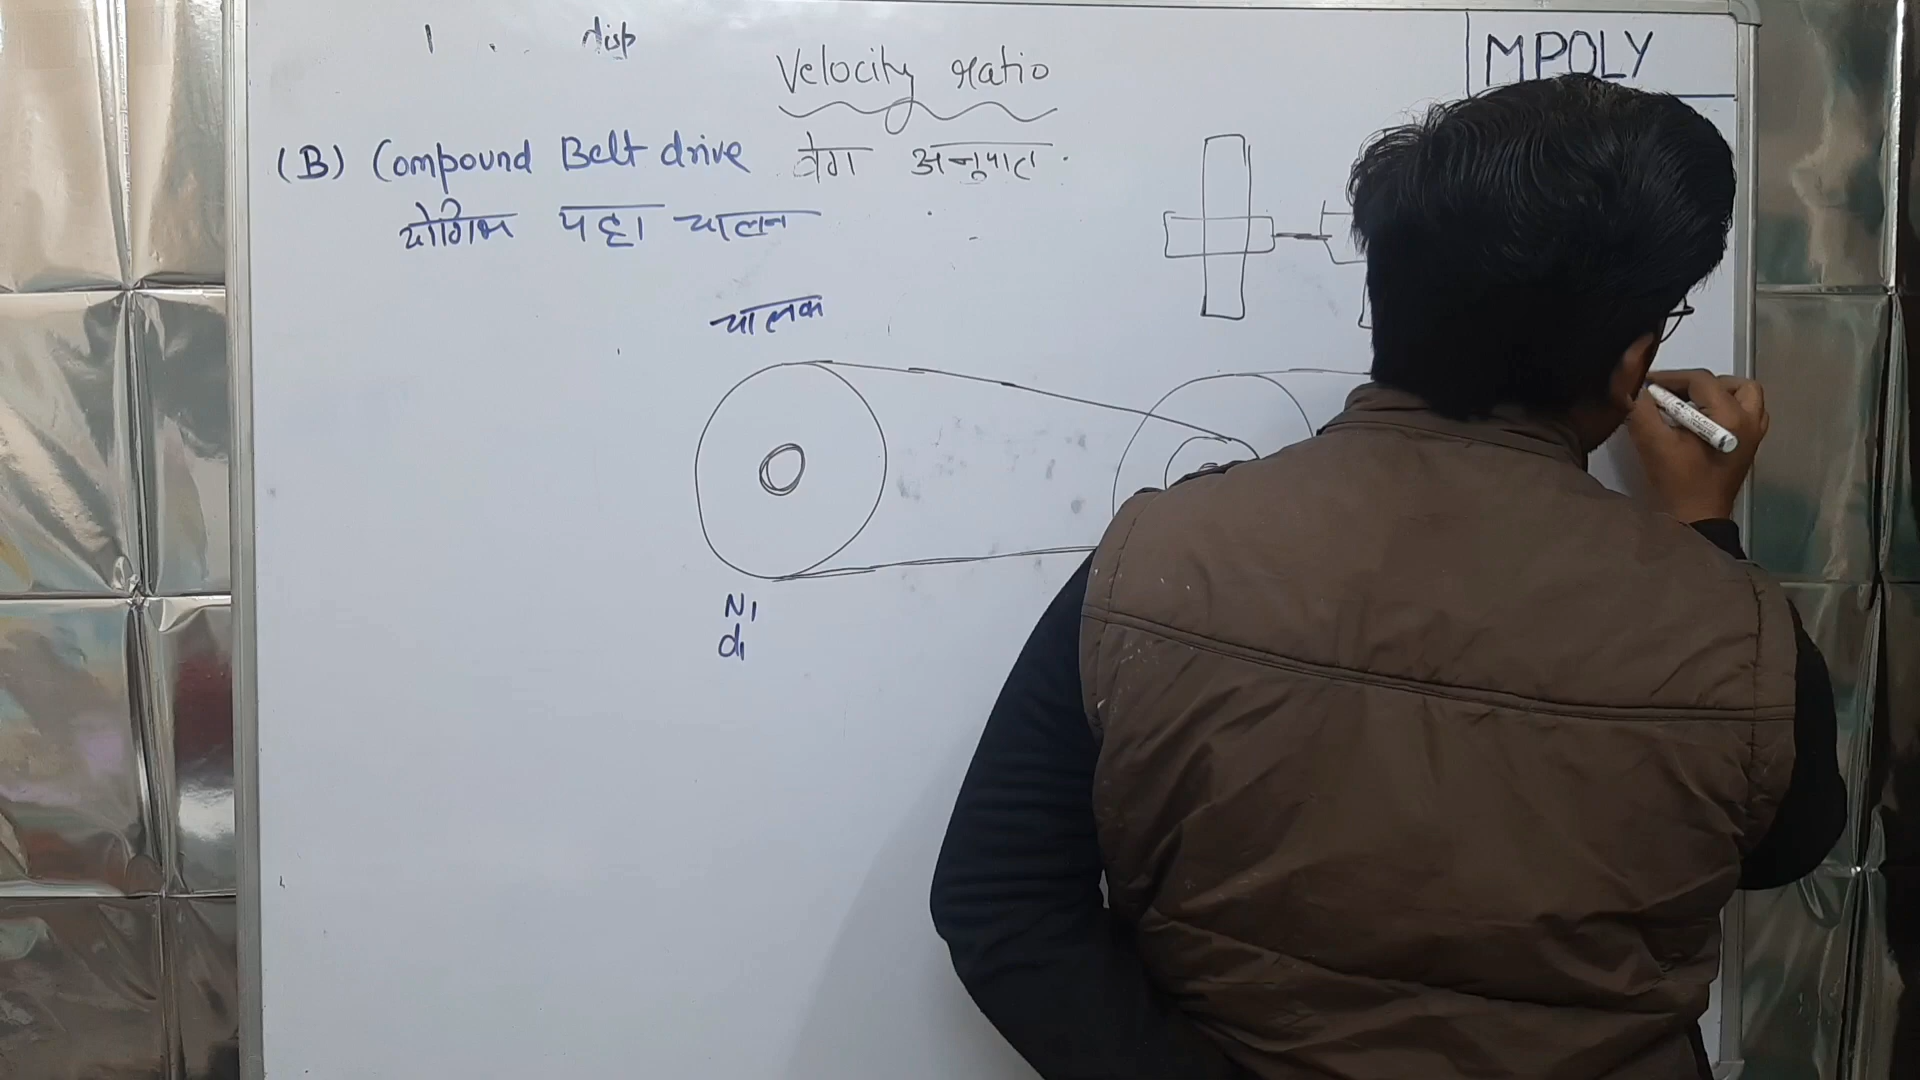 disp
Velocity ratio
MPOLY
(B) Compound Belt drive वेग अनुपात
यौगिक पट्टा चालन
चालक
N1
d1